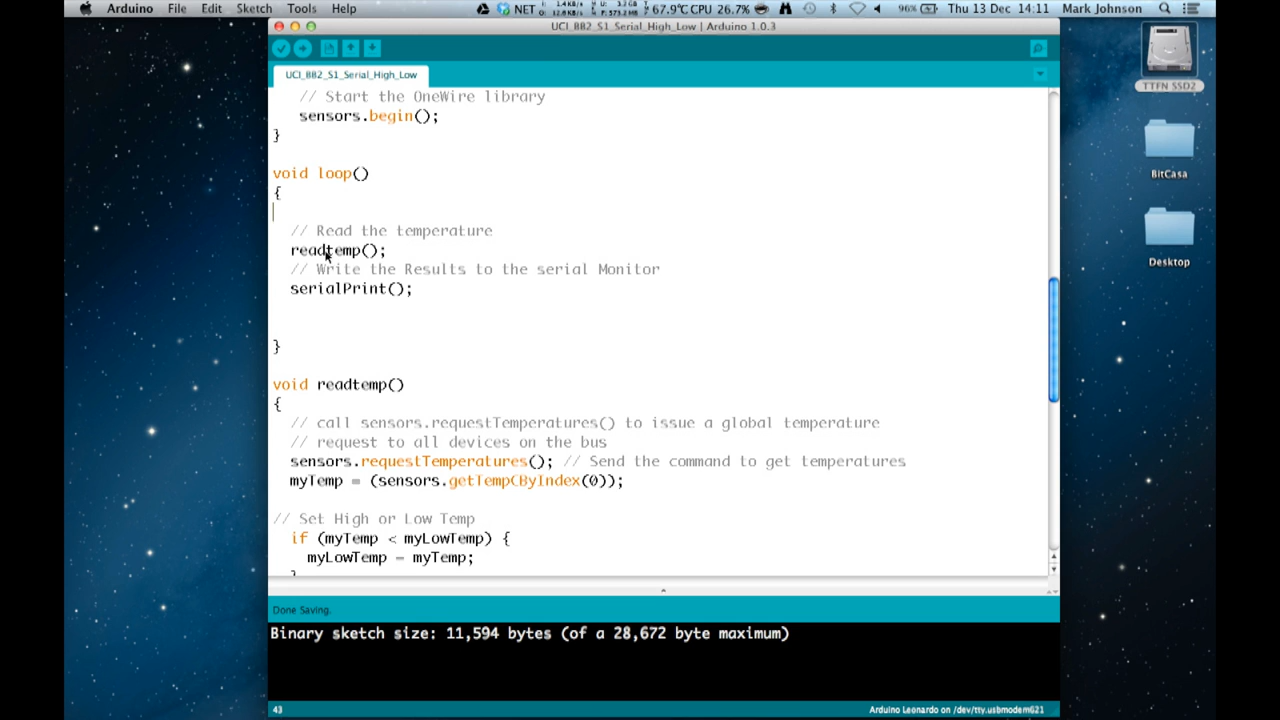 Arduino File Edit Sketch Tools Help NET 67.9°C CPU 26.7% 96% Thu 13 Dec 14:11 Mark Johnson
UCI_BB2_S1_Serial_High_Low | Arduino 1.0.3
UCI_BB2_S1_Serial_High_Low
// Start the OneWire library
sensors.begin();
}
void loop()
{
// Read the temperature
readtemp();
// Write the Results to the serial Monitor
serialPrint();
}
void readtemp()
{
// call sensors.requestTemperatures() to issue a global temperature
// request to all devices on the bus
sensors.requestTemperatures(); // Send the command to get temperatures
myTemp = (sensors.getTempCByIndex(0));
// Set High or Low Temp
if (myTemp < myLowTemp) {
myLowTemp = myTemp;
Done Saving.
Binary sketch size: 11,594 bytes (of a 28,672 byte maximum)
43
Arduino Leonardo on /dev/tty.usbmodem621
TTFN SSD2
BitCasa
Desktop